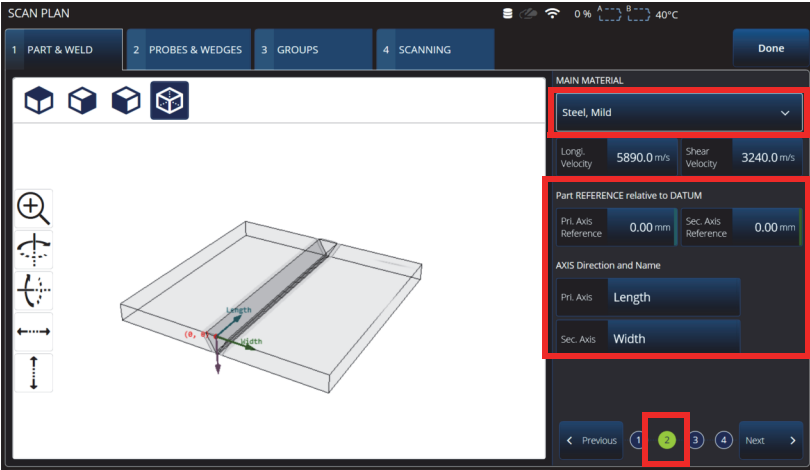 SCAN PLAN
0 % A B 40°C
1 PART & WELD 2 PROBES & WEDGES 3 GROUPS 4 SCANNING Done
MAIN MATERIAL
Steel, Mild
Longi. Velocity 5890.0 m/s Shear Velocity 3240.0 m/s
Part REFERENCE relative to DATUM
Pri. Axis Reference 0.00 mm Sec. Axis Reference 0.00 mm
AXIS Direction and Name
Pri. Axis Length
Sec. Axis Width
Length
(0, 0
Width
Previous 1 2 3 4 Next